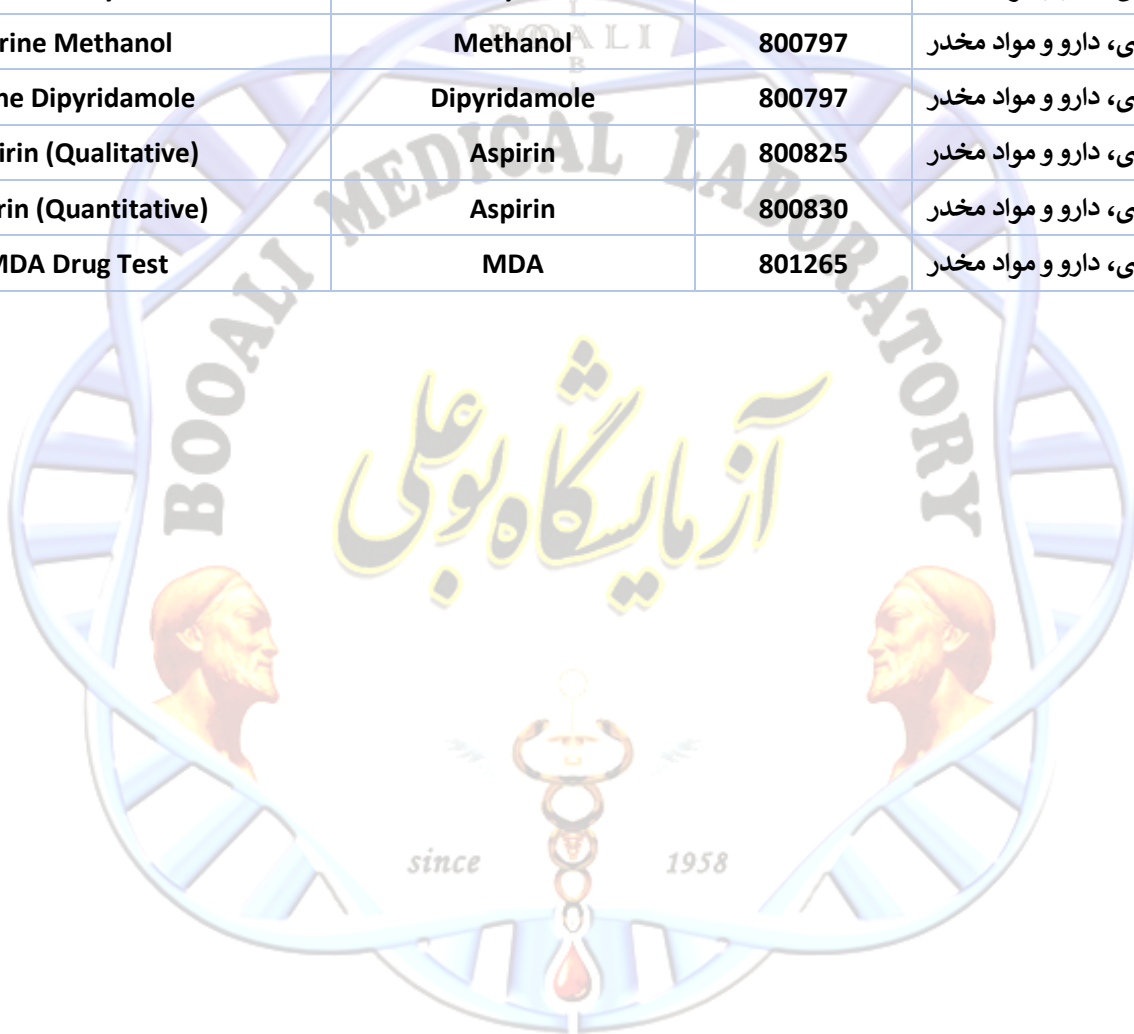 rine Methanol Methanol 800797 ی، دارو و مواد مخدر
ne Dipyridamole Dipyridamole 800797 ی، دارو و مواد مخدر
irin (Qualitative) Aspirin 800825 ی، دارو و مواد مخدر
rin (Quantitative) Aspirin 800830 ی، دارو و مواد مخدر
MDA Drug Test MDA 801265 ی، دارو و مواد مخدر
BOOALI MEDICAL LABORATORY
آزمایشگاه بوعلی
since 1958